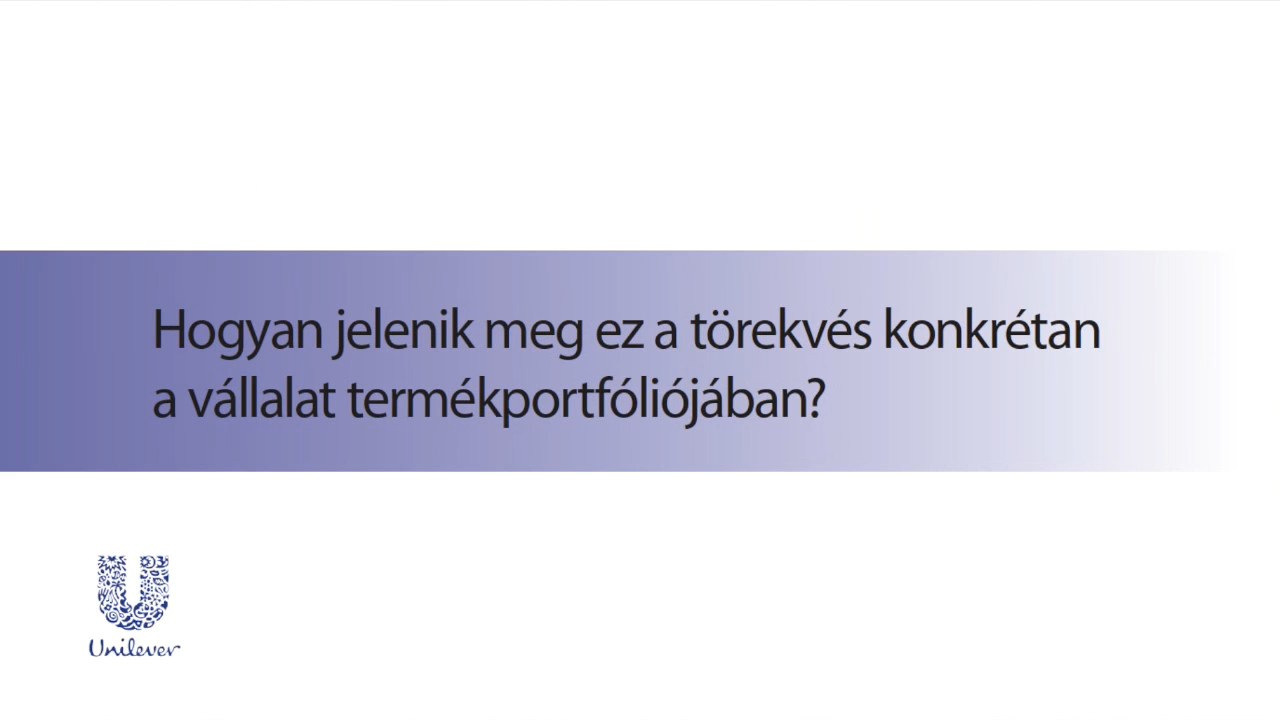 Hogyan jelenik meg ez a törekvés konkrétan
a vállalat termékportfóliójában?
Unilever